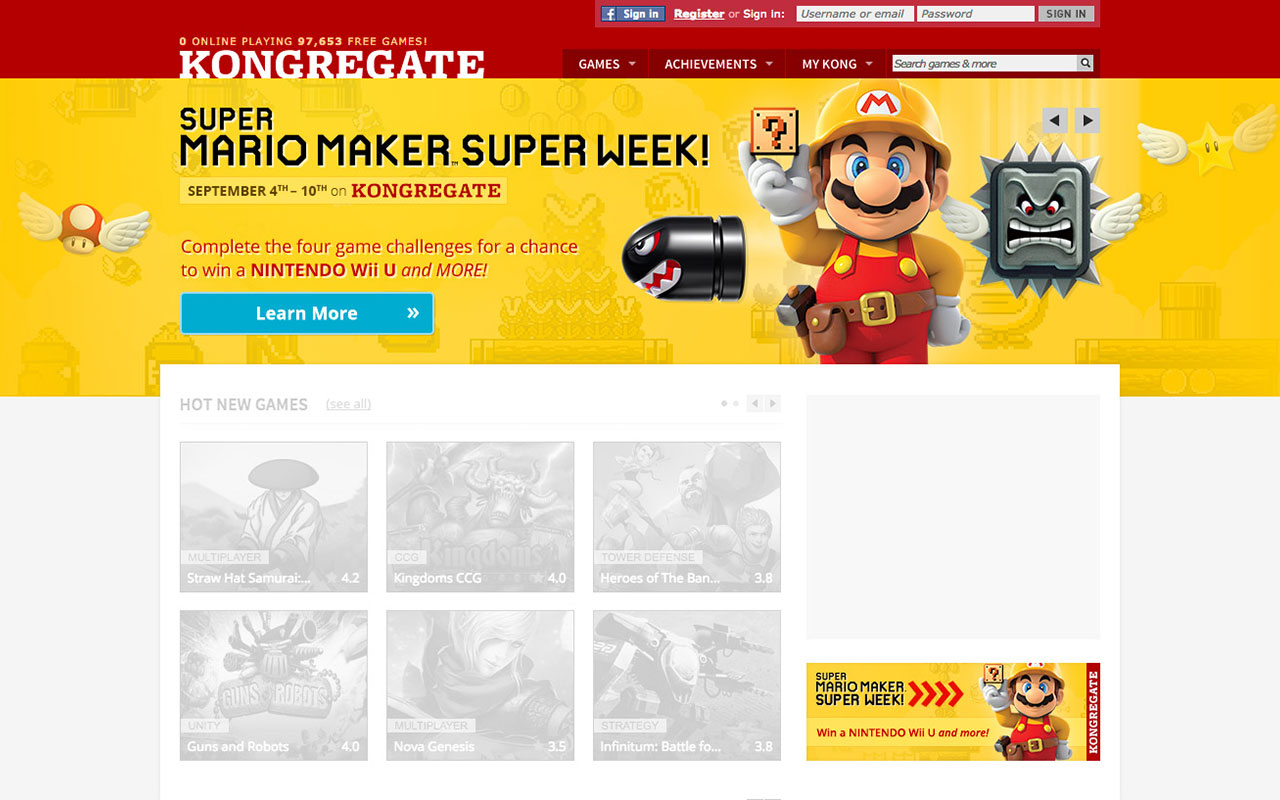 f Sign in Register or Sign in: Username or email Password SIGN IN
0 ONLINE PLAYING 97,653 FREE GAMES!
KONGREGATE
GAMES ACHIEVEMENTS MY KONG Search games & more
SUPER
MARIO MAKER™ SUPER WEEK!
SEPTEMBER 4TH – 10TH on KONGREGATE
Complete the four game challenges for a chance
to win a NINTENDO Wii U and MORE!
Learn More »
HOT NEW GAMES (see all)
MULTIPLAYER
Straw Hat Samurai:... 4.2
Kingdoms
CCG
Kingdoms CCG 4.0
TOWER DEFENSE
Heroes of The Ban... 3.8
GUNS ROBOTS
UNITY
Guns and Robots 4.0
MULTIPLAYER
Nova Genesis 3.5
STRATEGY
Infinitum: Battle fo... 3.8
SUPER
MARIO MAKER™
SUPER WEEK!
Win a NINTENDO Wii U and more!
KONGREGATE